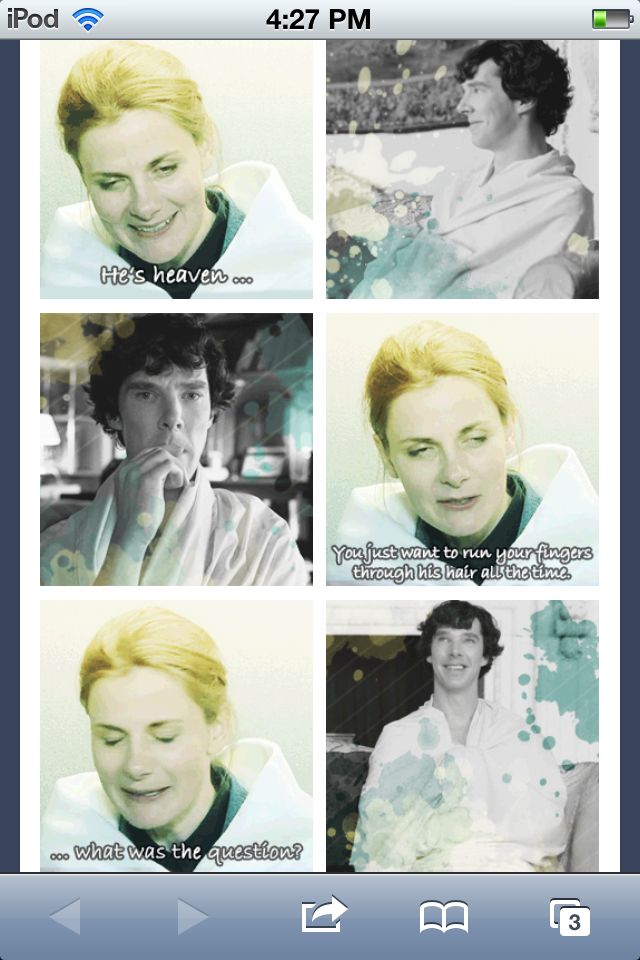 iPod 4:27 PM
He's heaven ...
You just want to run your fingers
through his hair all the time.
... what was the question?
3